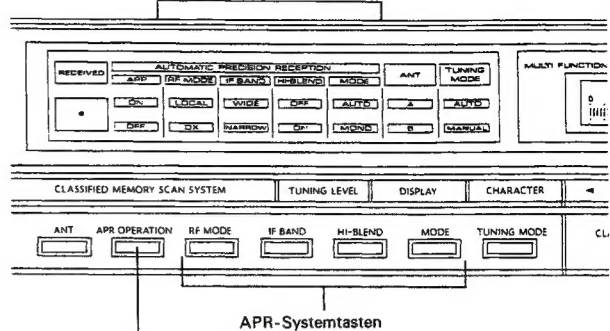 AUTOMATIC PRECISION RECEPTION
RECEIVED APR RF MODE IF BAND HI-BLEND MODE ANT TUNING MODE MULTI FUNCTION
ON LOCAL WIDE OFF AUTO A AUTO
OFF DX NARROW ON MONO B MANUAL
CLASSIFIED MEMORY SCAN SYSTEM TUNING LEVEL DISPLAY CHARACTER
ANT APR OPERATION RF MODE IF BAND HI-BLEND MODE TUNING MODE
APR-Systemtasten